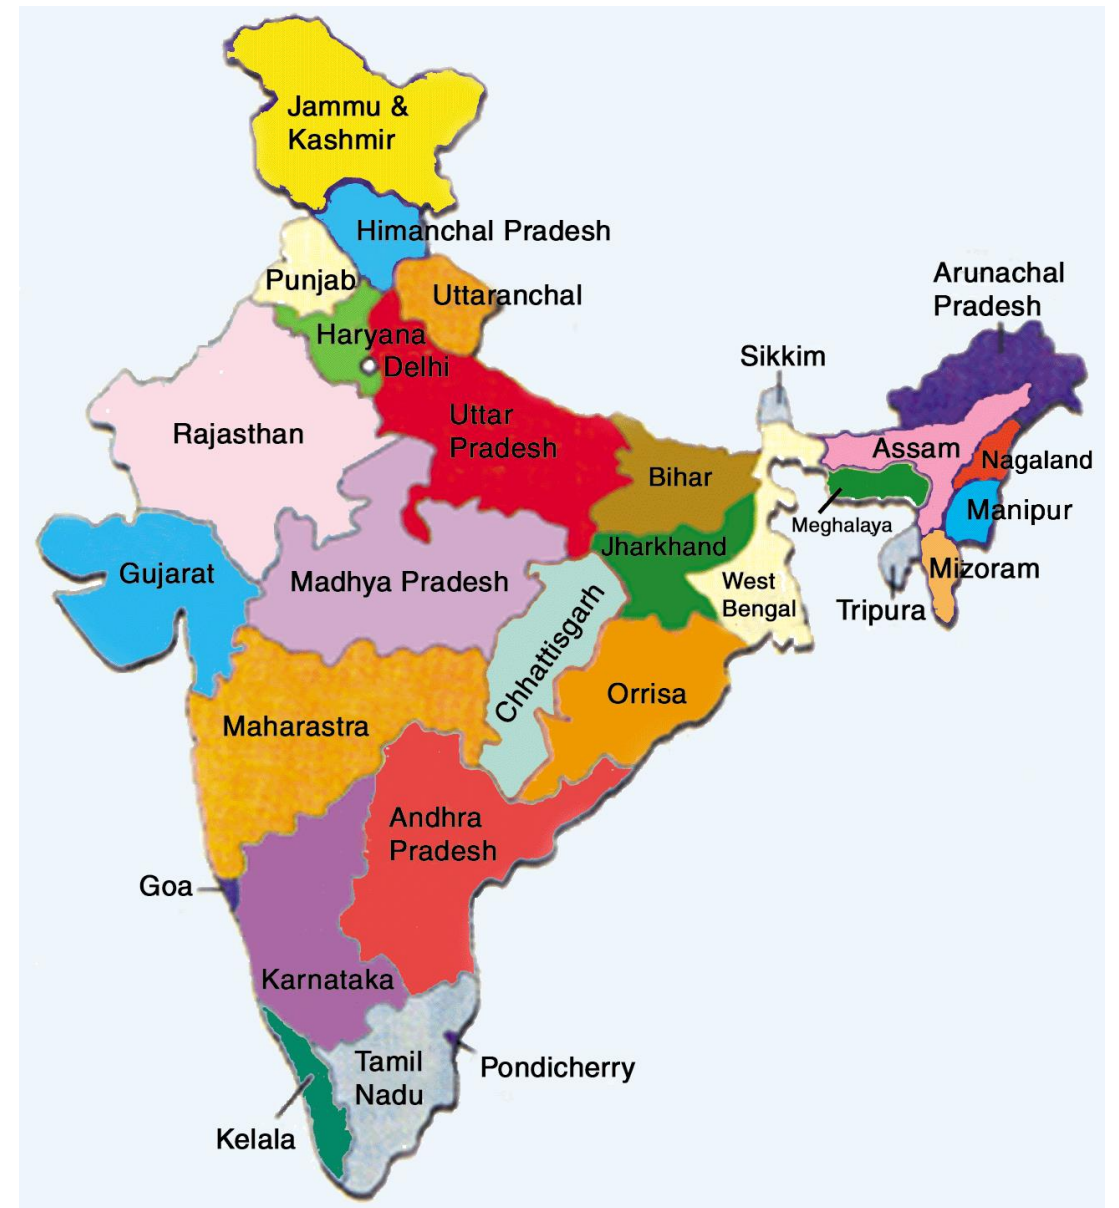 Jammu &
Kashmir
Himanchal Pradesh
Punjab
Uttaranchal
Arunachal
Pradesh
Haryana
Delhi
Sikkim
Uttar
Pradesh
Rajasthan
Assam
Nagaland
Bihar
Manipur
Meghalaya
Jharkhand
Gujarat
Madhya Pradesh
Mizoram
West
Bengal
Tripura
Chhattisgarh
Orrisa
Maharastra
Andhra
Pradesh
Goa
Karnataka
Tamil
Nadu
Pondicherry
Kelala